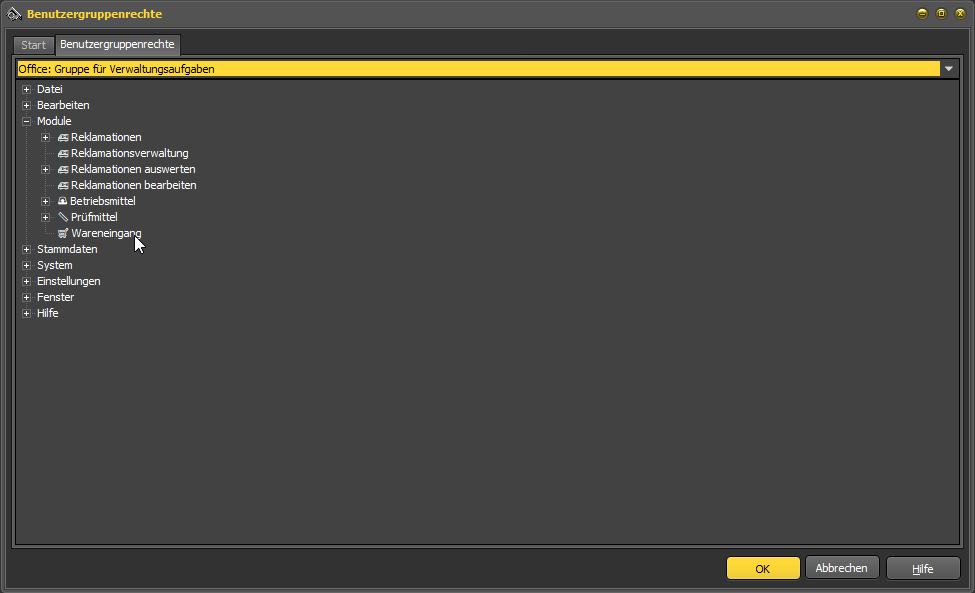 Benutzergruppenrechte
Start Benutzergruppenrechte
Office: Gruppe für Verwaltungsaufgaben
Datei
Bearbeiten
Module
Reklamationen
Reklamationsverwaltung
Reklamationen auswerten
Reklamationen bearbeiten
Betriebsmittel
Prüfmittel
Wareneingang
Stammdaten
System
Einstellungen
Fenster
Hilfe
OK Abbrechen Hilfe